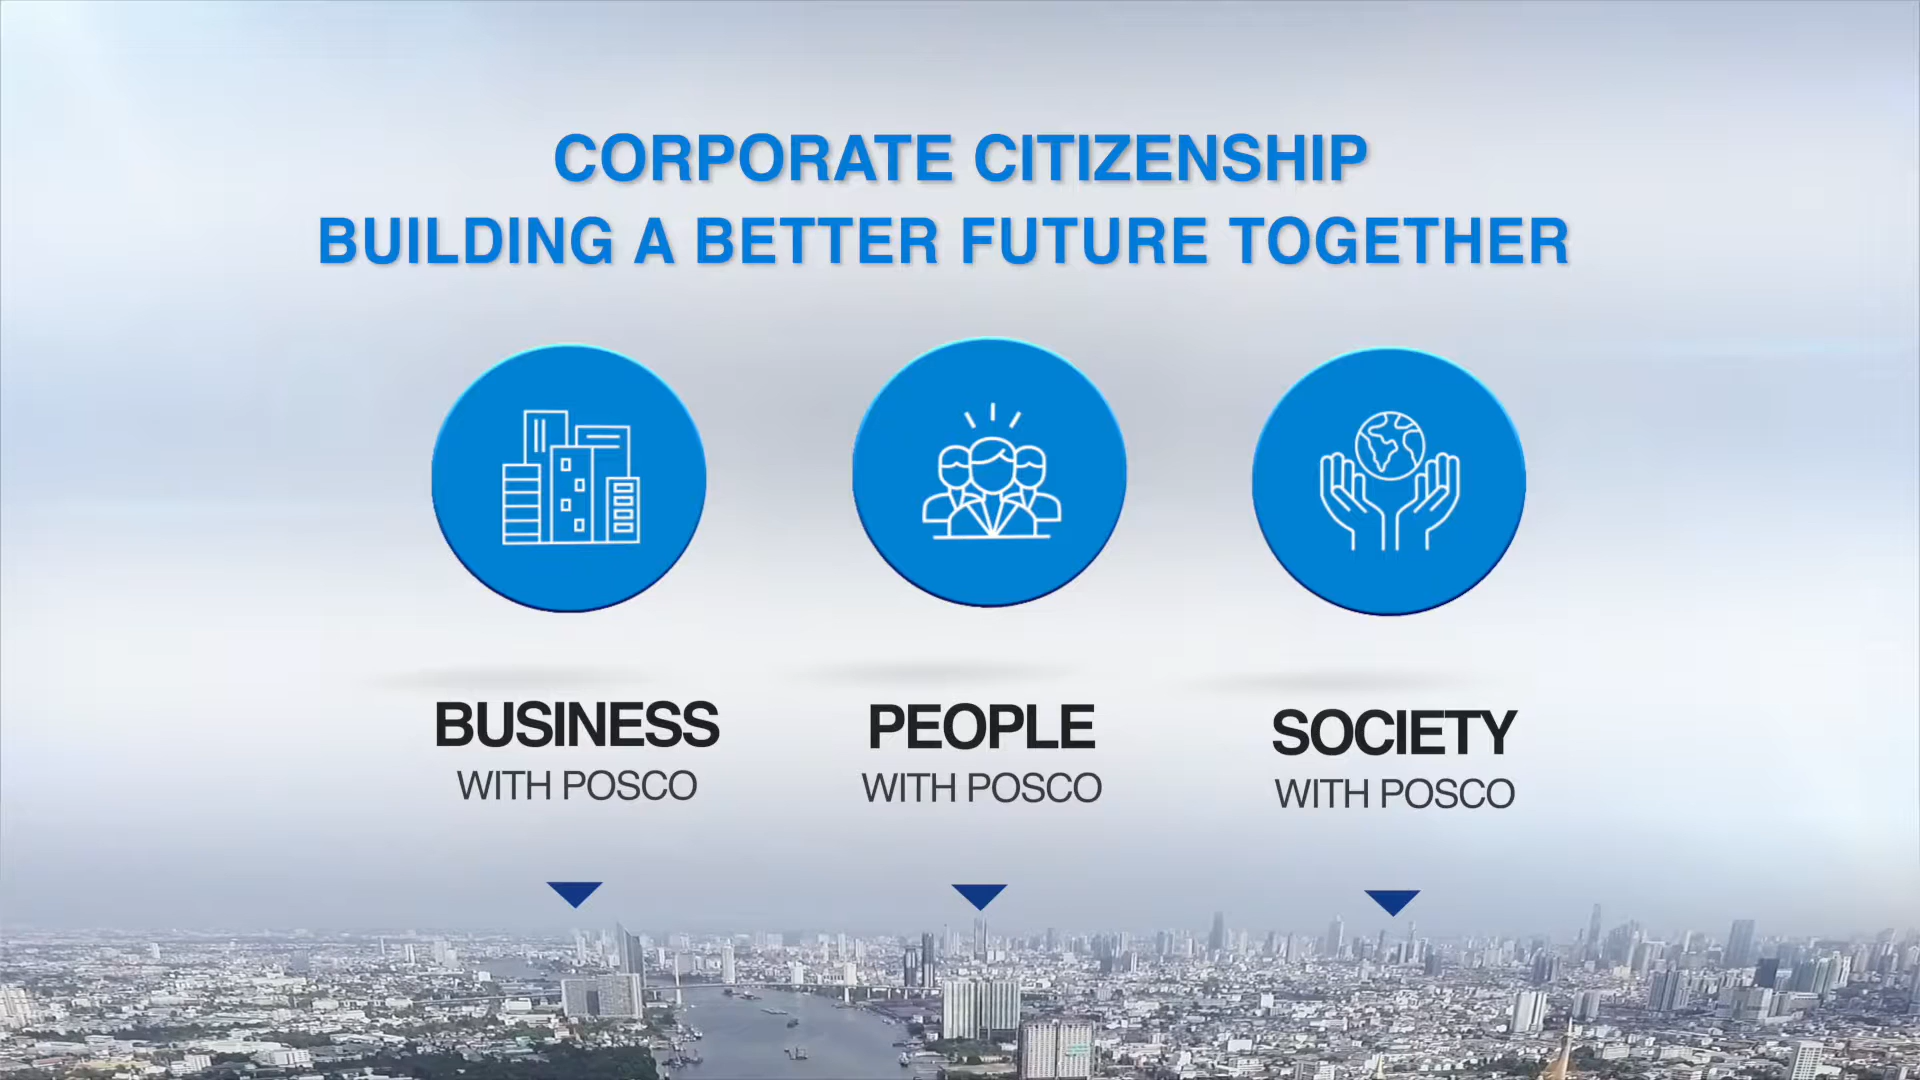 CORPORATE CITIZENSHIP
BUILDING A BETTER FUTURE TOGETHER
BUSINESS
WITH POSCO
PEOPLE
WITH POSCO
SOCIETY
WITH POSCO